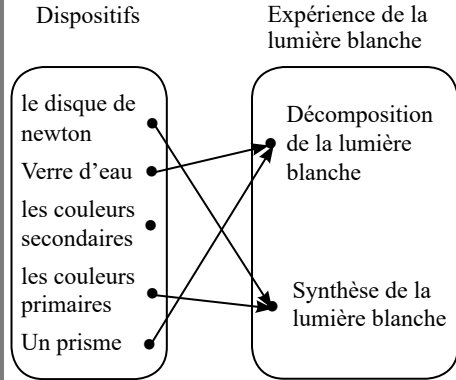 Dispositifs
Expérience de la
lumière blanche
le disque de
newton
Verre d'eau
les couleurs
secondaires
les couleurs
primaires
Un prisme
Décomposition
de la lumière
blanche
Synthèse de la
lumière blanche